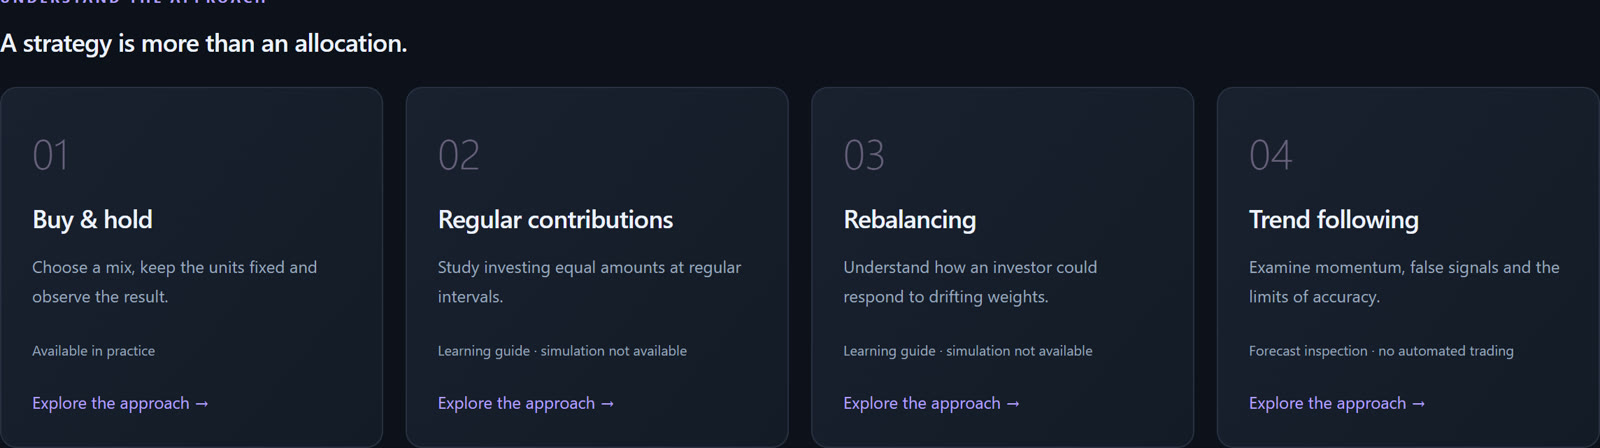 UNDERSTAND THE APPROACH
A strategy is more than an allocation.
01
Buy & hold
Choose a mix, keep the units fixed and
observe the result.
Available in practice
Explore the approach →
02
Regular contributions
Study investing equal amounts at regular
intervals.
Learning guide · simulation not available
Explore the approach →
03
Rebalancing
Understand how an investor could
respond to drifting weights.
Learning guide · simulation not available
Explore the approach →
04
Trend following
Examine momentum, false signals and the
limits of accuracy.
Forecast inspection · no automated trading
Explore the approach →